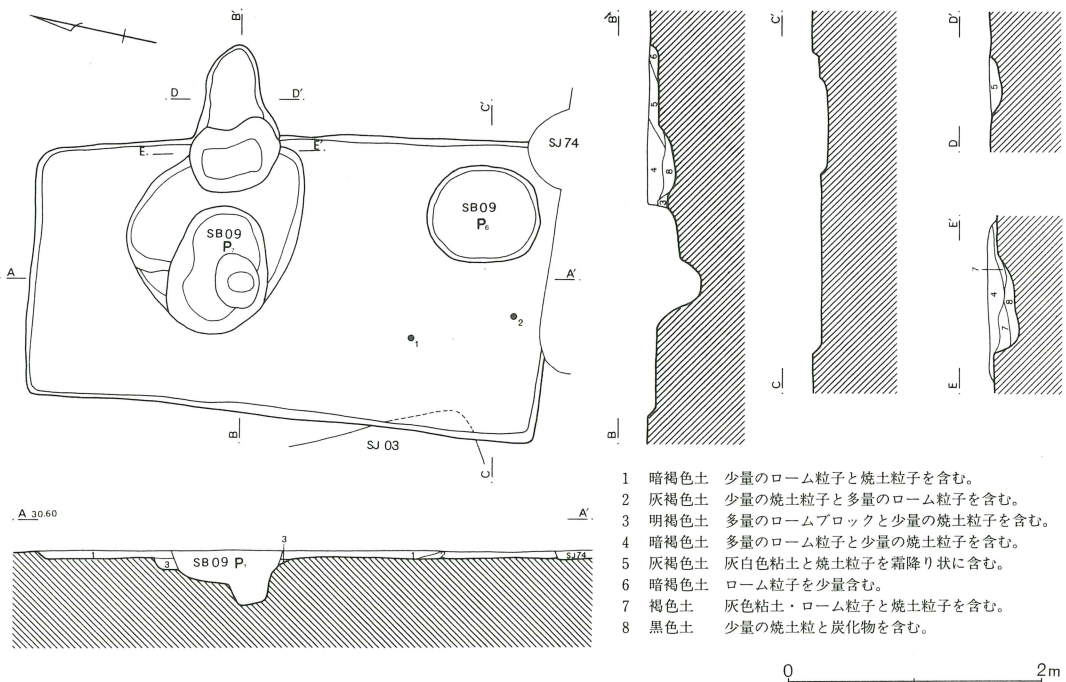 B'
D
D'
C'
E
E'
SJ 74
SB09
P₇
SB09
P₆
A
A'
1
2
B
SJ 03
C
B'
6
5
4
8
3
B
C'
C
D'
5
D
E'
7
4
8
7
E
A 30.60
A'
1
3
SB09 P₇
3
1
2
SJ74
1 暗褐色土 少量のローム粒子と焼土粒子を含む。
2 灰褐色土 少量の焼土粒子と多量のローム粒子を含む。
3 明褐色土 多量のロームブロックと少量の焼土粒子を含む。
4 暗褐色土 多量のローム粒子と少量の焼土粒子を含む。
5 灰褐色土 灰白色粘土と焼土粒子を霜降り状に含む。
6 暗褐色土 ローム粒子を少量含む。
7 褐色土 灰色粘土・ローム粒子と焼土粒子を含む。
8 黒色土 少量の焼土粒と炭化物を含む。
0 2m